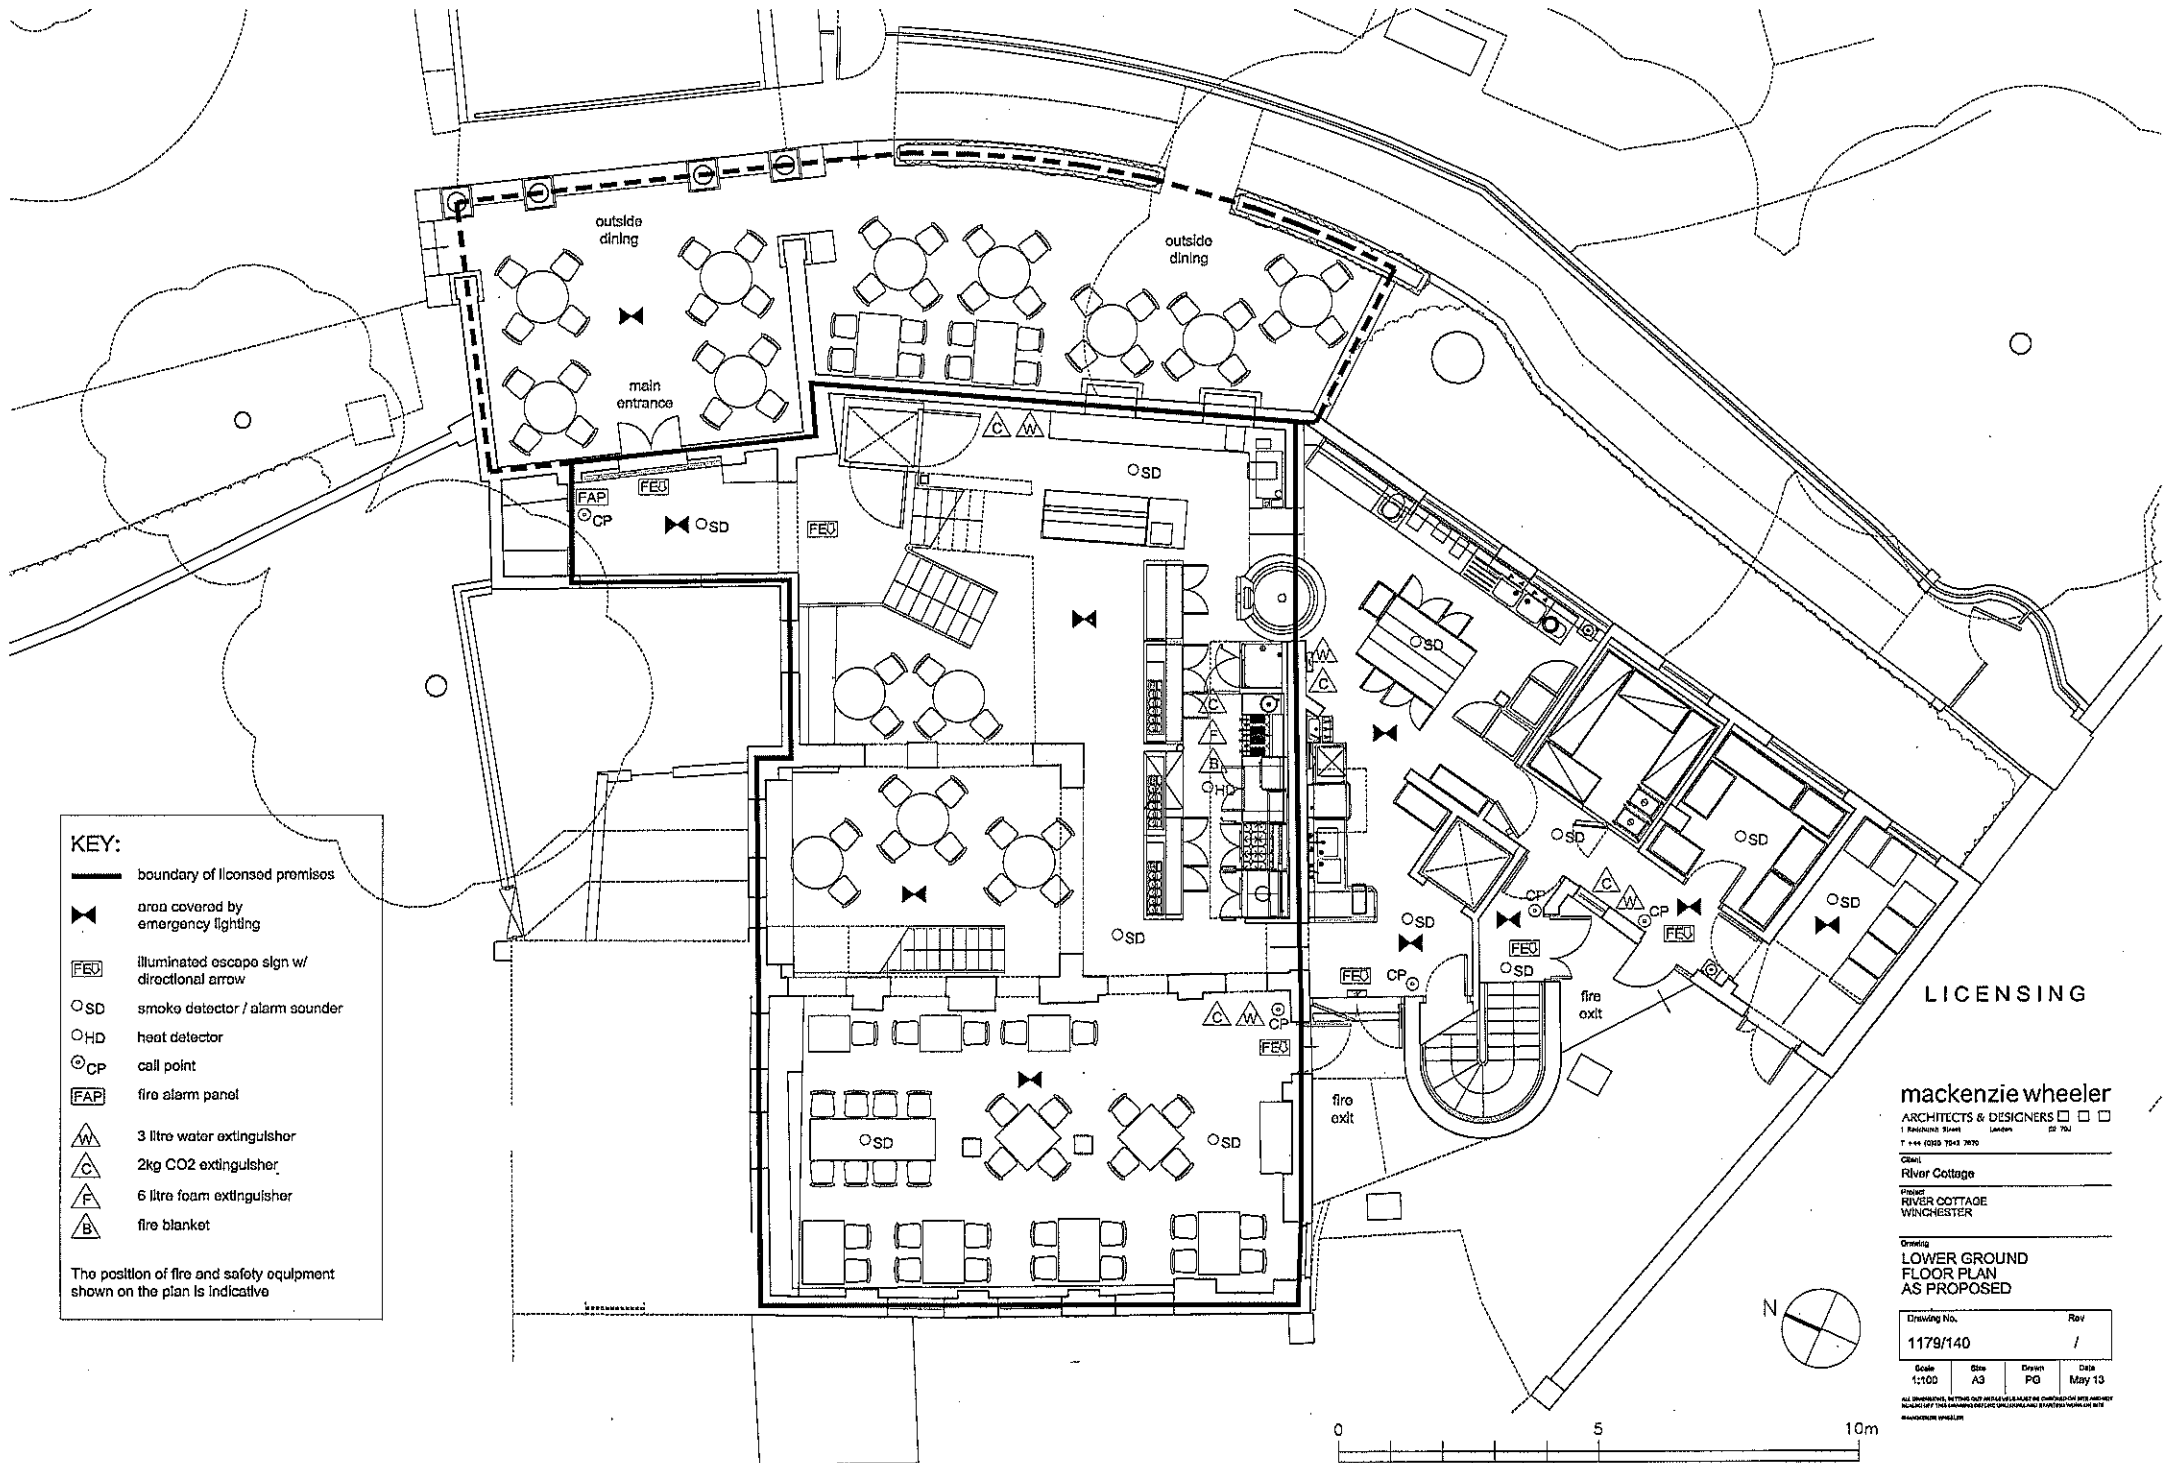 outside
dining
outside
dining
main
entrance
C
W
SD
FAP
FE
CP
SD
FE
SD
W
C
C
F
B
HD
SD
SD
C
W
CP
CP
SD
FE
SD
FE
SD
SD
FE
CP
fire
exit
C
W
CP
FE
SD
SD
fire
exit
KEY:
boundary of licensed premises
area covered by
emergency lighting
FE
illuminated escape sign w/
directional arrow
SD
smoke detector / alarm sounder
HD
heat detector
CP
call point
FAP
fire alarm panel
W
3 litre water extinguisher
C
2kg CO2 extinguisher
F
6 litre foam extinguisher
B
fire blanket
The position of fire and safety equipment
shown on the plan is indicative
LICENSING
mackenzie wheeler
ARCHITECTS & DESIGNERS
Client
River Cottage
Project
RIVER COTTAGE
WINCHESTER
Drawing
LOWER GROUND
FLOOR PLAN
AS PROPOSED
Drawing No.
Rev
1179/140
/
Scale
Size
Drawn
Date
1:100
A3
PG
May 13
N
0
5
10m